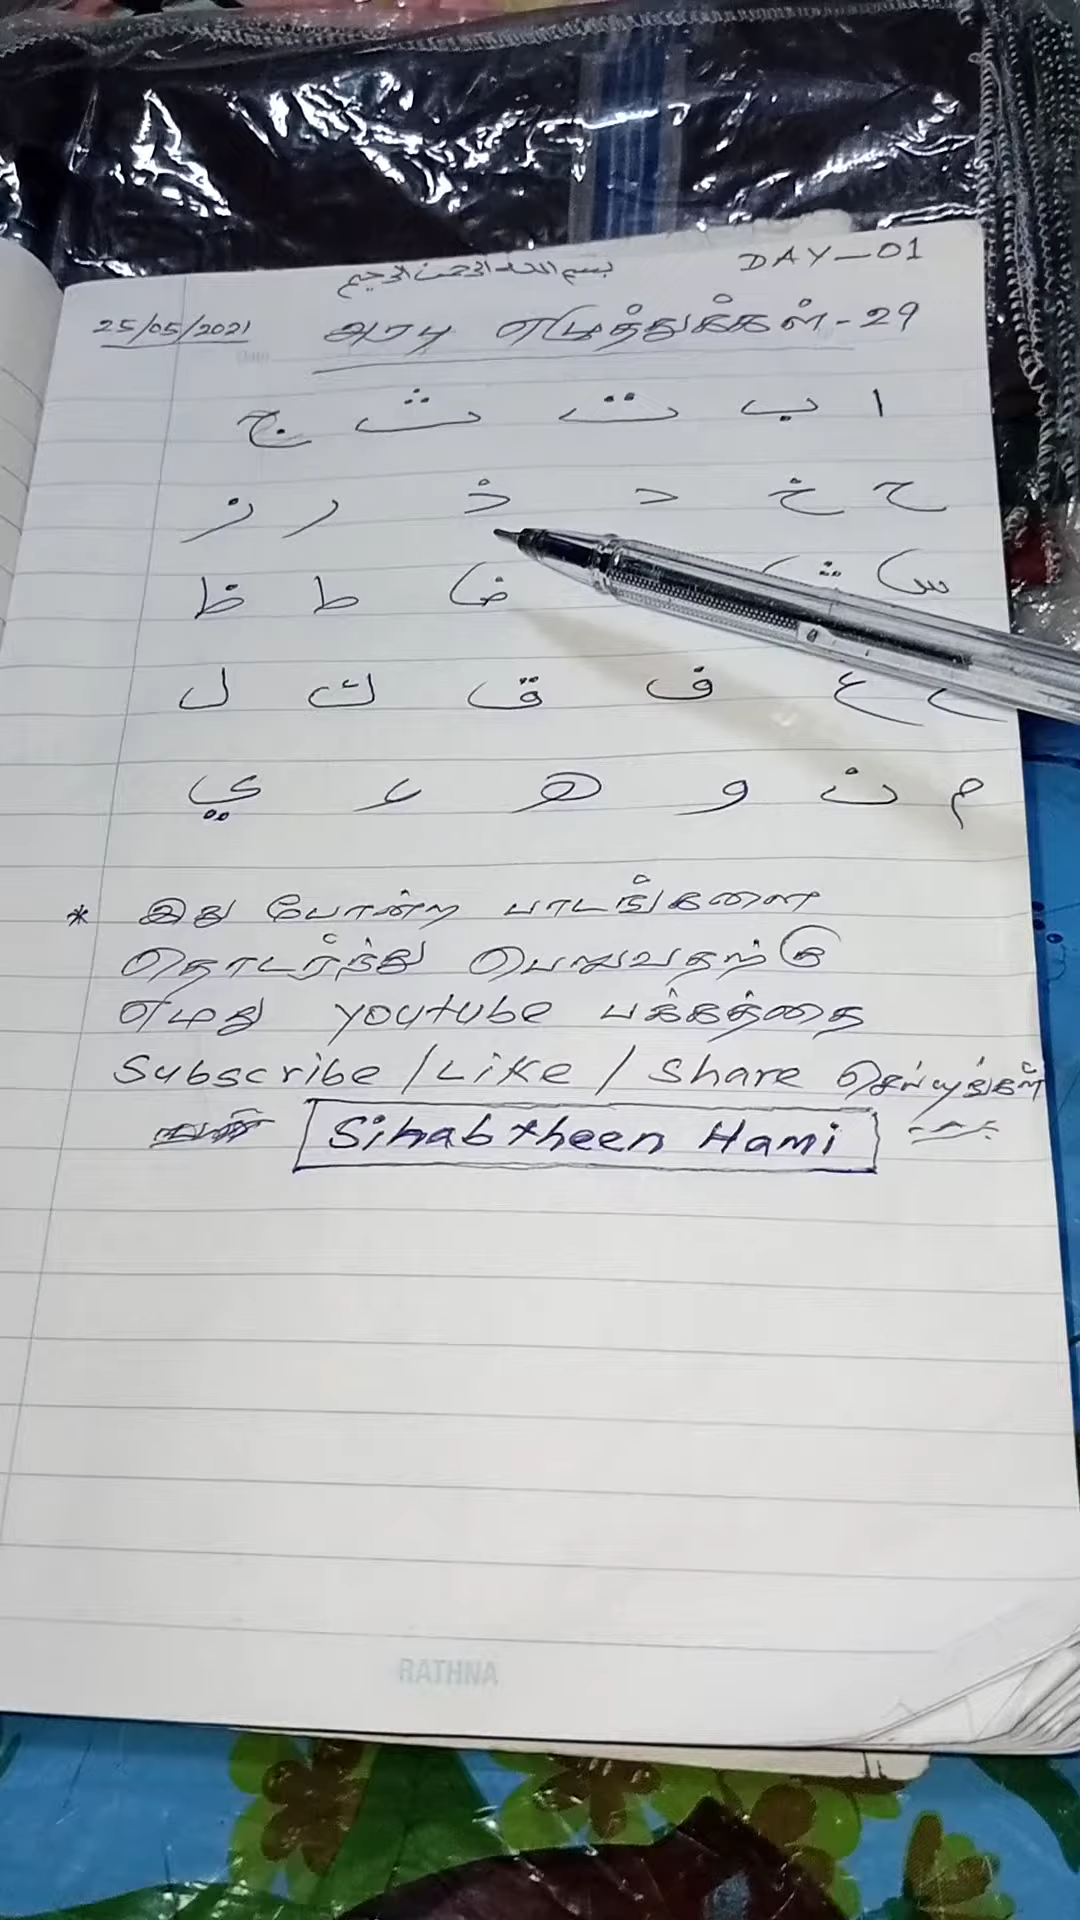 بسم الله الرحمن الرحيم
DAY-01
25/05/2021
அரபு எழுத்துக்கள்-29
ا ب ت ث ج
ح خ د ذ ر ز
س ض ط ظ
ف ق ك ل
م ن و ه ء ي
* இது போன்ற பாடங்களை
தொடர்ந்து பெறுவதற்கு
எமது youtube பக்கத்தை
Subscribe / Like / Share செய்யுங்கள்
Sihabtheen Hami
RATHNA